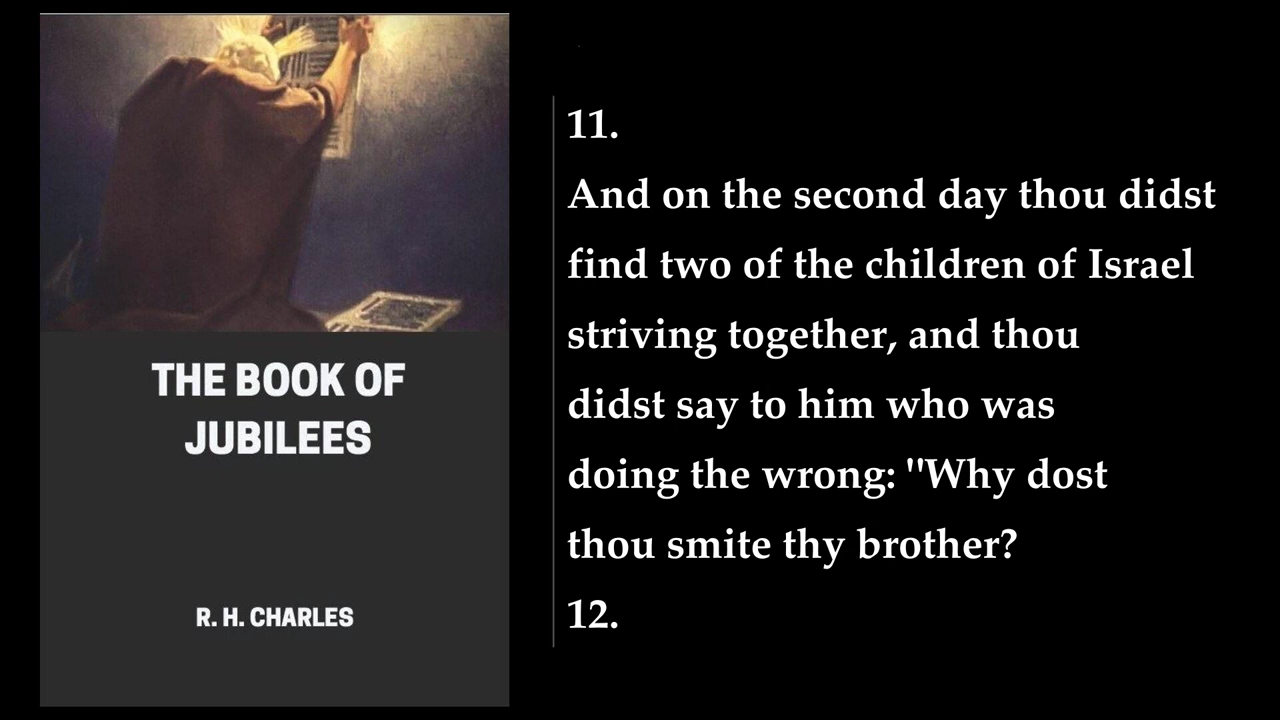 THE BOOK OF
JUBILEES
R. H. CHARLES
11.
And on the second day thou didst
find two of the children of Israel
striving together, and thou
didst say to him who was
doing the wrong: "Why dost
thou smite thy brother?
12.